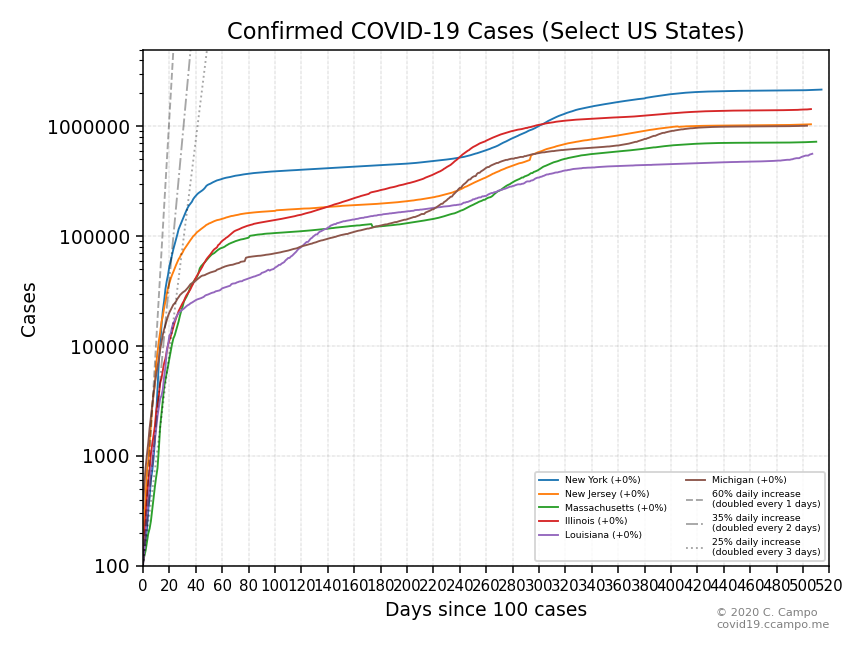 Confirmed COVID-19 Cases (Select US States)
1000000
100000
10000
1000
100
Cases
New York (+0%)
New Jersey (+0%)
Massachusetts (+0%)
Illinois (+0%)
Louisiana (+0%)
Michigan (+0%)
60% daily increase
(doubled every 1 days)
35% daily increase
(doubled every 2 days)
25% daily increase
(doubled every 3 days)
0 20 40 60 80 100 120 140 160 180 200 220 240 260 280 300 320 340 360 380 400 420 440 460 480 500 520
Days since 100 cases
© 2020 C. Campo
covid19.ccampo.me